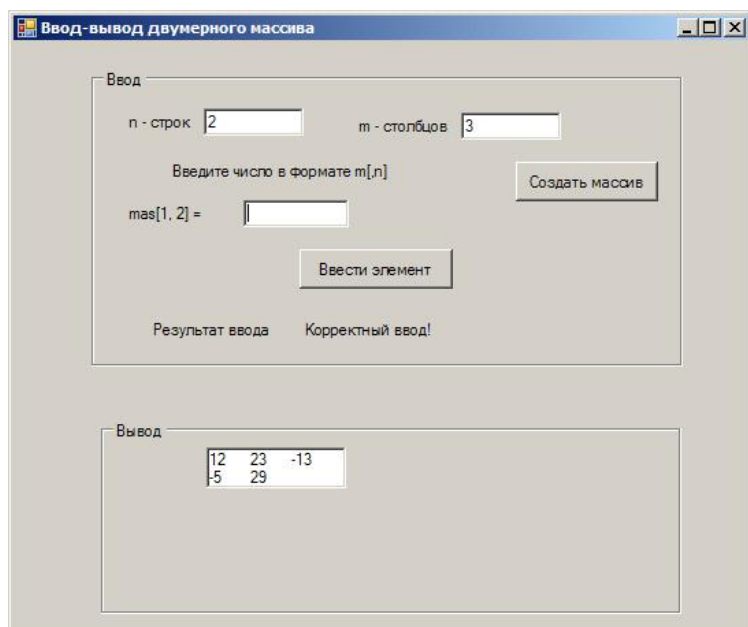 Ввод-вывод двумерного массива
Ввод
n - строк 2 m - столбцов 3
Введите число в формате m[,n]
Создать массив
mas[1, 2] =
Ввести элемент
Результат ввода Корректный ввод!
Вывод
12 23 -13
-5 29